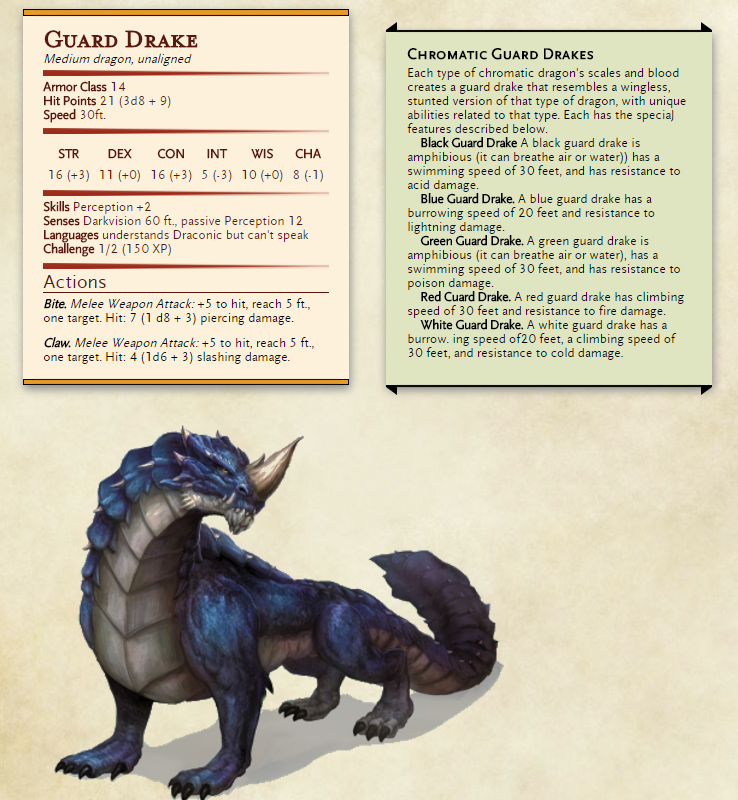 Guard Drake
Medium dragon, unaligned
Armor Class 14
Hit Points 21 (3d8 + 9)
Speed 30ft.
STR DEX CON INT WIS CHA
16 (+3) 11 (+0) 16 (+3) 5 (-3) 10 (+0) 8 (-1)
Skills Perception +2
Senses Darkvision 60 ft., passive Perception 12
Languages understands Draconic but can't speak
Challenge 1/2 (150 XP)
Actions
Bite. Melee Weapon Attack: +5 to hit, reach 5 ft.,
one target. Hit: 7 (1 d8 + 3) piercing damage.
Claw. Melee Weapon Attack: +5 to hit, reach 5 ft.,
one target. Hit: 4 (1d6 + 3) slashing damage.
Chromatic Guard Drakes
Each type of chromatic dragon's scales and blood
creates a guard drake that resembles a wingless,
stunted version of that type of dragon, with unique
abilities related to that type. Each has the specia]
features described below.
Black Guard Drake A black guard drake is
amphibious (it can breathe air or water)) has a
swimming speed of 30 feet, and has resistance to
acid damage.
Blue Guard Drake. A blue guard drake has a
burrowing speed of 20 feet and resistance to
lightning damage.
Green Guard Drake. A green guard drake is
amphibious (it can breathe air or water), has a
swimming speed of 30 feet, and has resistance to
poison damage.
Red Cuard Drake. A red guard drake has climbing
speed of 30 feet and resistance to fire damage.
White Guard Drake. A white guard drake has a
burrow. ing speed of20 feet, a climbing speed of
30 feet, and resistance to cold damage.